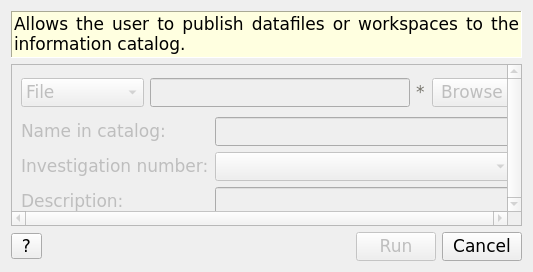 Allows the user to publish datafiles or workspaces to the
information catalog.
File * Browse
Name in catalog:
Investigation number:
Description:
? Run Cancel